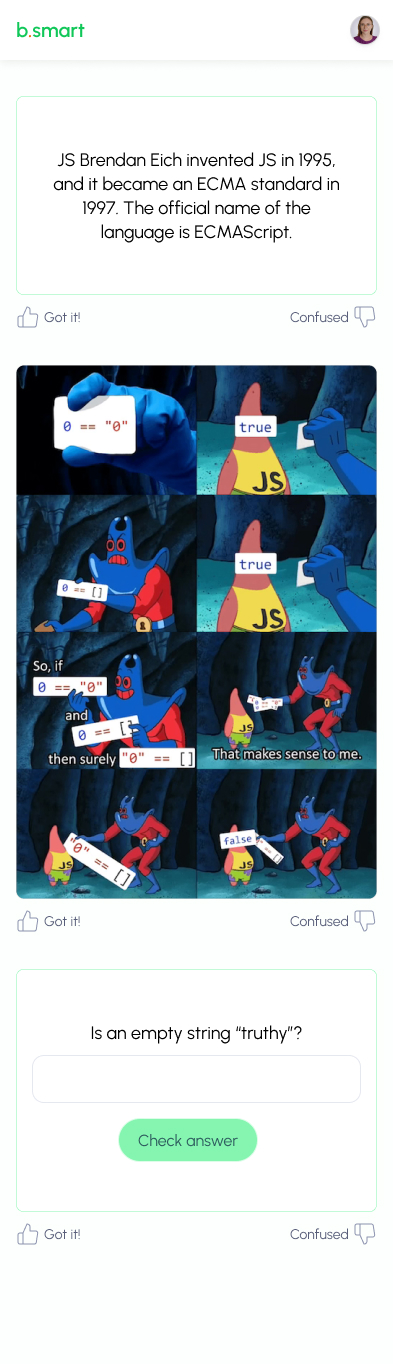 b.smart
JS Brendan Eich invented JS in 1995,
and it became an ECMA standard in
1997. The official name of the
language is ECMAScript.
Got it!
Confused
0 == "0"
true
JS
0 == []
true
JS
So, if
0 == "0"
and
0 == []
then surely "0" == []
JS
That makes sense to me.
JS
"0" == []
JS
false
Got it!
Confused
Is an empty string “truthy”?
Check answer
Got it!
Confused